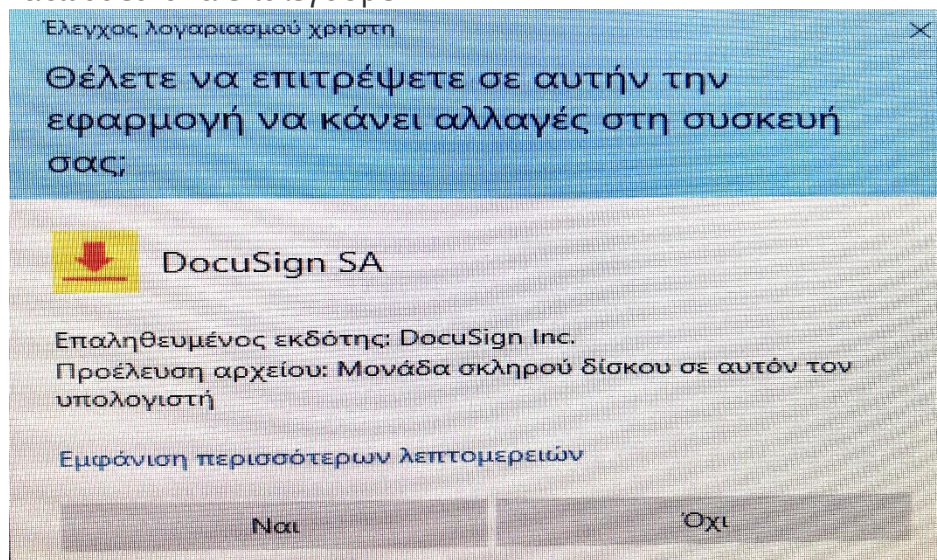 Έλεγχος λογαριασμού χρήστη
Θέλετε να επιτρέψετε σε αυτήν την
εφαρμογή να κάνει αλλαγές στη συσκευή
σας;
DocuSign SA
Επαληθευμένος εκδότης: DocuSign Inc.
Προέλευση αρχείου: Μονάδα σκληρού δίσκου σε αυτόν τον
υπολογιστή
Εμφάνιση περισσότερων λεπτομερειών
Ναι
Όχι